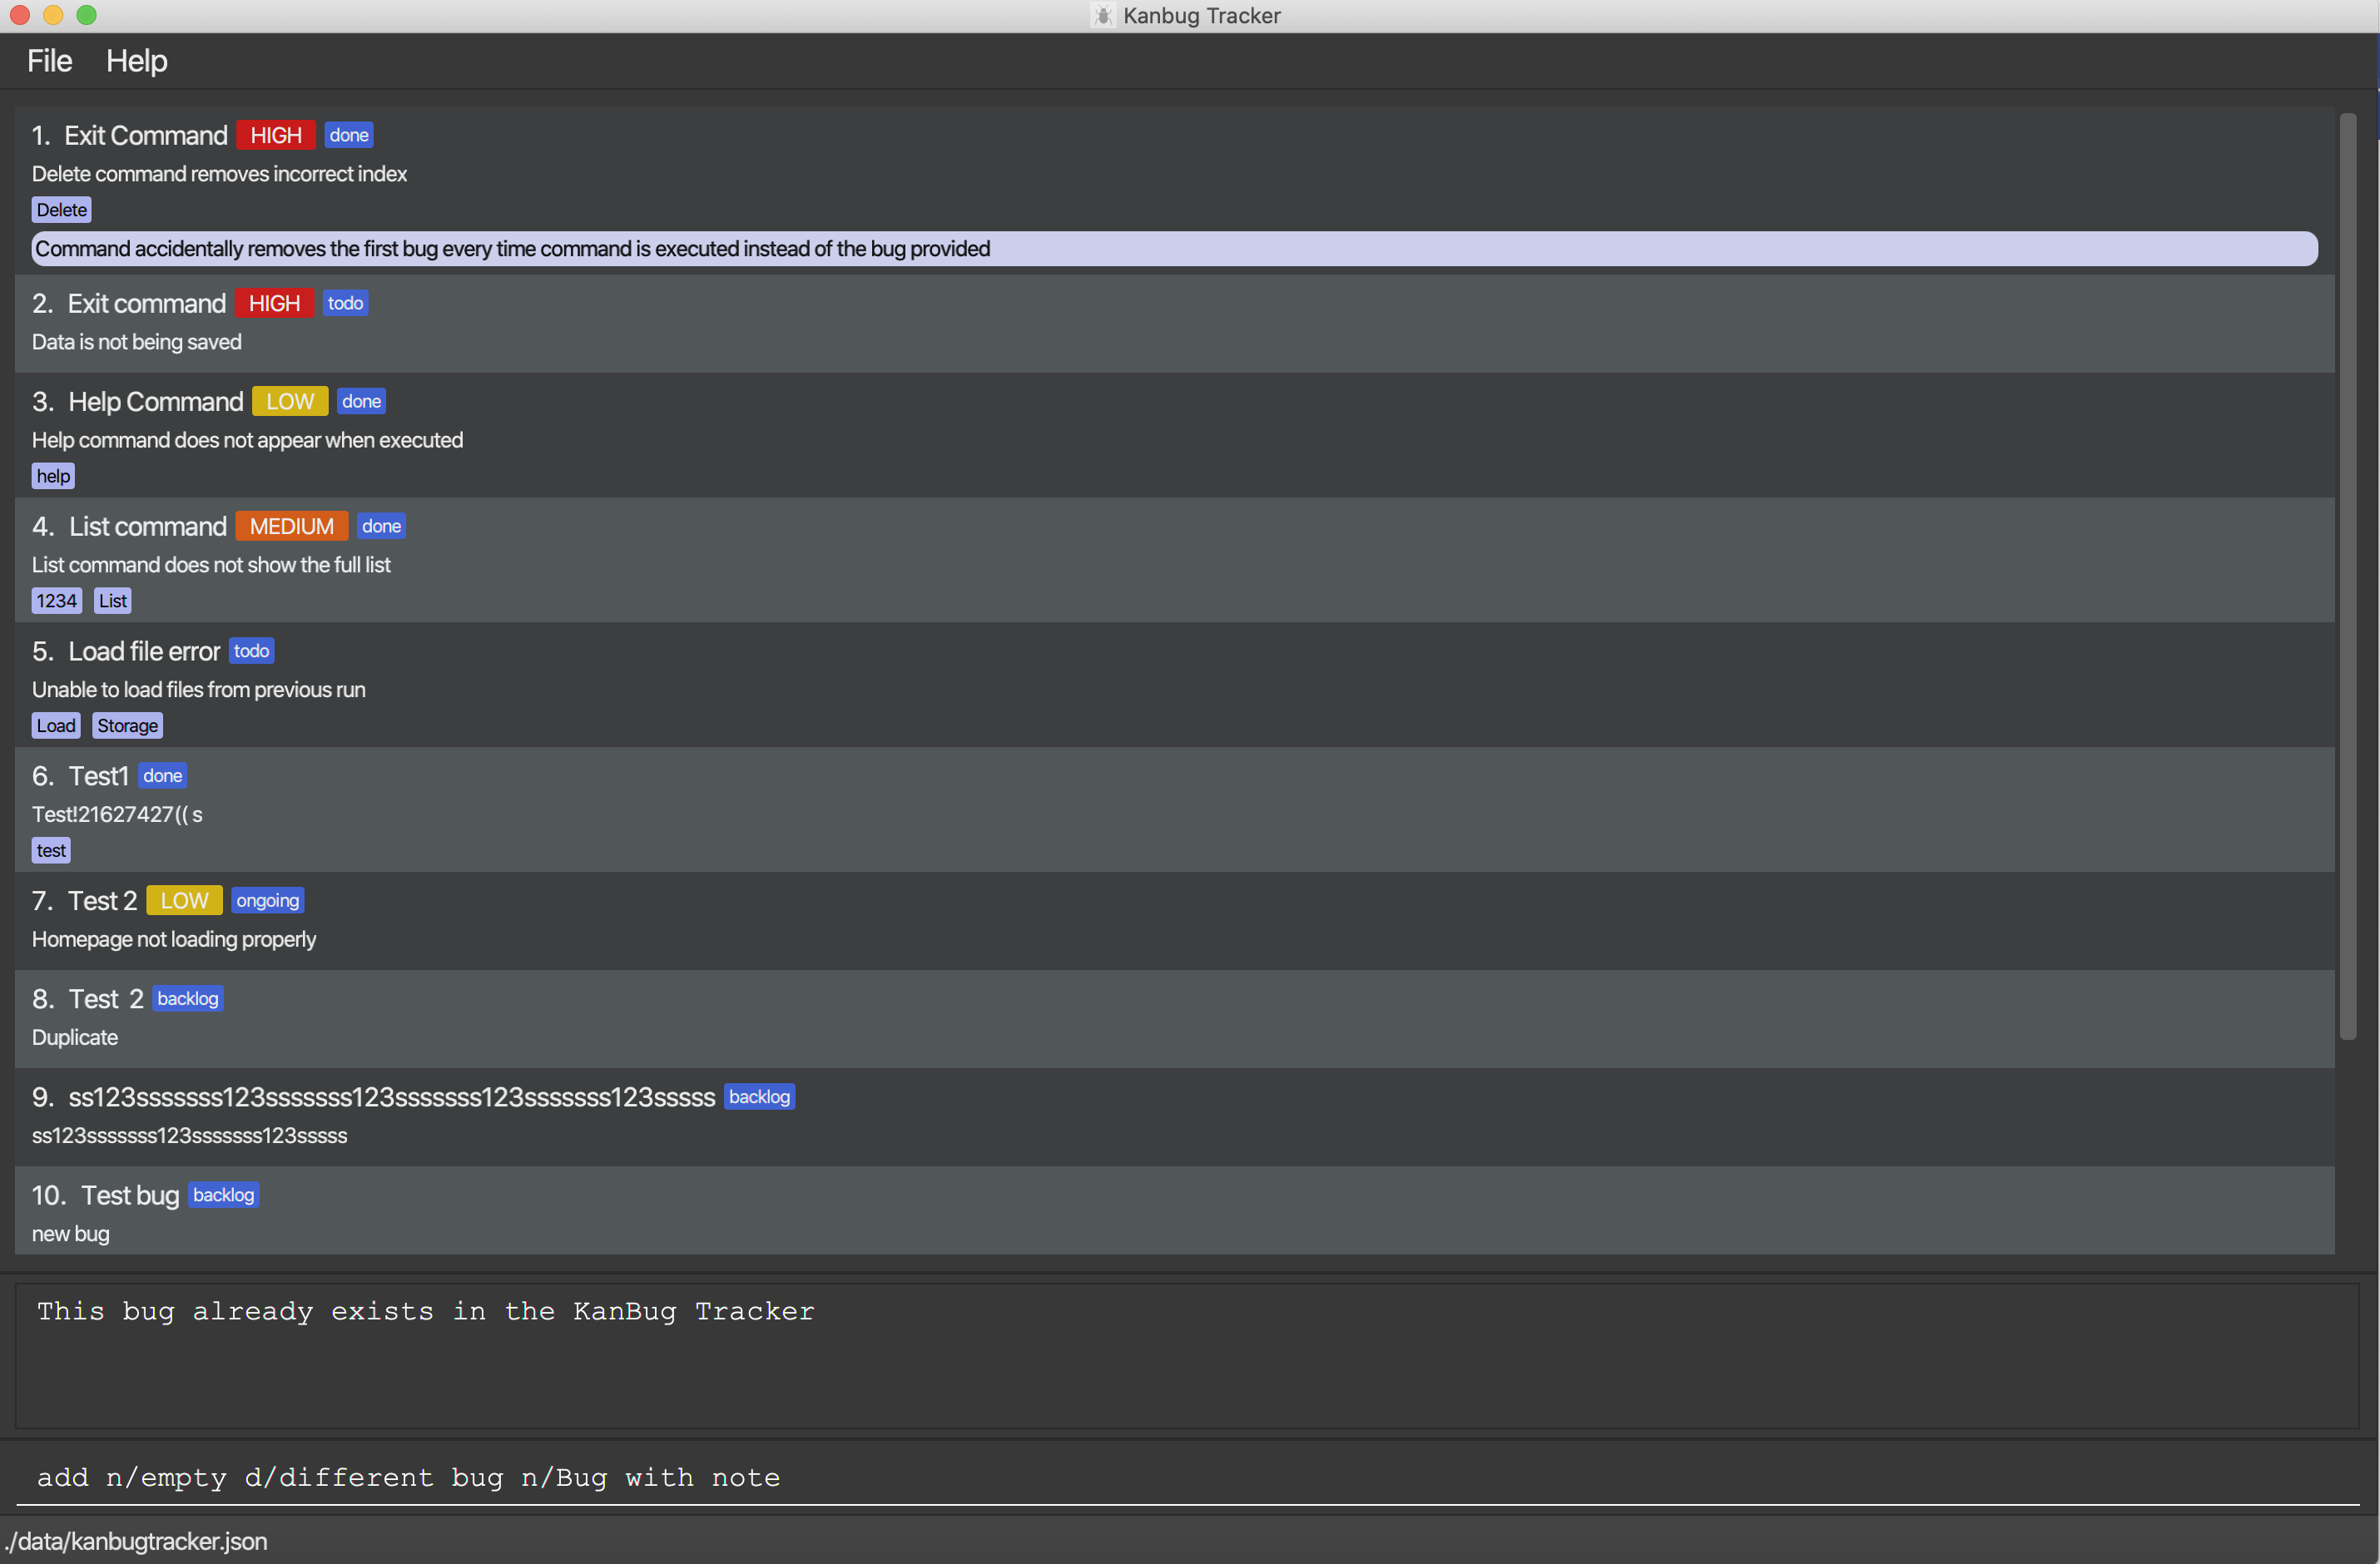 Kanbug Tracker
File Help
1. Exit Command HIGH done
Delete command removes incorrect index
Delete
Command accidentally removes the first bug every time command is executed instead of the bug provided
2. Exit command HIGH todo
Data is not being saved
3. Help Command LOW done
Help command does not appear when executed
help
4. List command MEDIUM done
List command does not show the full list
1234 List
5. Load file error todo
Unable to load files from previous run
Load Storage
6. Test1 done
Test!21627427(( s
test
7. Test 2 LOW ongoing
Homepage not loading properly
8. Test  2 backlog
Duplicate
9. ss123sssssss123sssssss123sssssss123sssssss123sssss backlog
ss123sssssss123sssssss123sssss
10. Test bug backlog
new bug
This bug already exists in the KanBug Tracker
add n/empty d/different bug n/Bug with note
./data/kanbugtracker.json